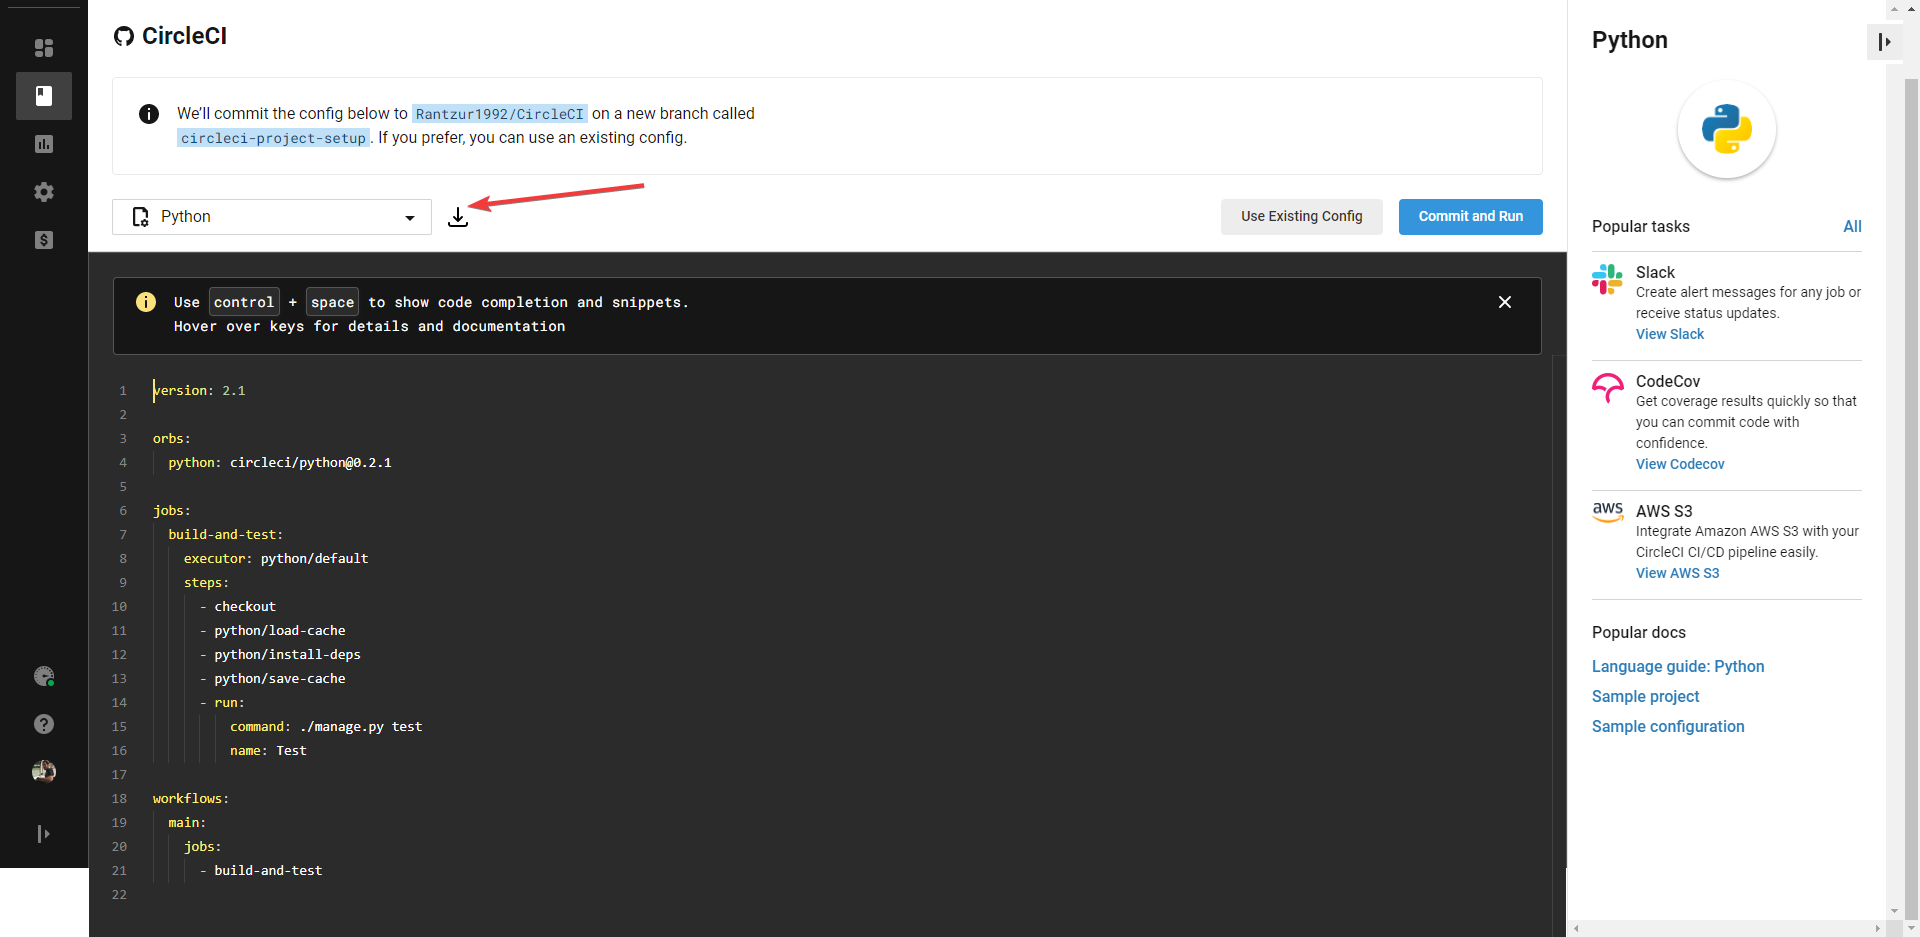 CircleCI
We’ll commit the config below to Rantzur1992/CircleCI on a new branch called
circleci-project-setup. If you prefer, you can use an existing config.
Python
Use Existing Config
Commit and Run
Use control + space to show code completion and snippets.
Hover over keys for details and documentation
1 version: 2.1
2
3 orbs:
4 python: circleci/python@0.2.1
5
6 jobs:
7 build-and-test:
8 executor: python/default
9 steps:
10 - checkout
11 - python/load-cache
12 - python/install-deps
13 - python/save-cache
14 - run:
15 command: ./manage.py test
16 name: Test
17
18 workflows:
19 main:
20 jobs:
21 - build-and-test
22
Python
Popular tasks
All
Slack
Create alert messages for any job or
receive status updates.
View Slack
CodeCov
Get coverage results quickly so that
you can commit code with
confidence.
View Codecov
aws
AWS S3
Integrate Amazon AWS S3 with your
CircleCI CI/CD pipeline easily.
View AWS S3
Popular docs
Language guide: Python
Sample project
Sample configuration